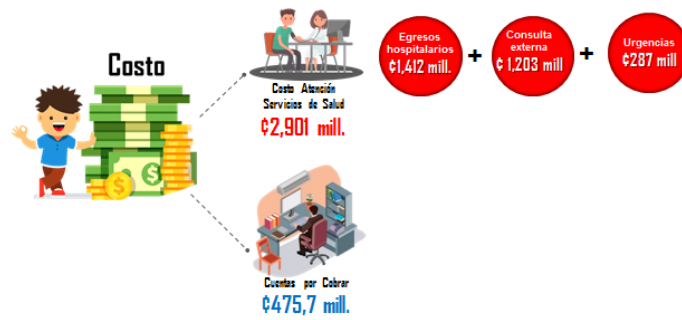 Costo
Costo Atención
Servicios de Salud
¢2,901 mill.
Egresos
hospitalarios
¢1,412 mill.
+
Consulta
externa
¢ 1,203 mill
+
Urgencias
¢287 mill
Cuentas por Cobrar
¢475,7 mill.